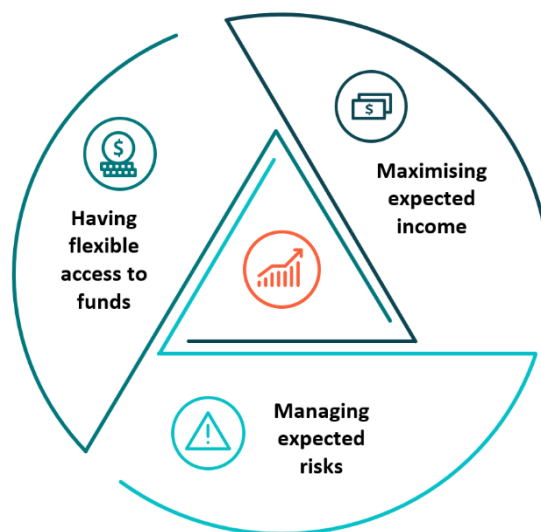 Maximising
expected
income
Having
flexible
access to
funds
Managing
expected
risks
$
$
!